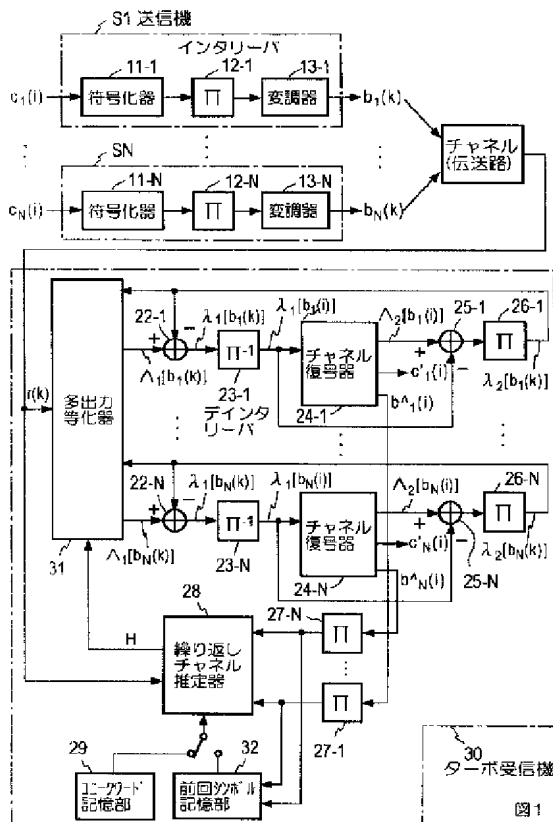 S1 送信機
インタリーバ
11-1
12-1
13-1
c₁(i)
符号化器
Π
変調器
b₁(k)
チャネル
(伝送路)
SN
11-N
12-N
13-N
c_N(i)
符号化器
Π
変調器
b_N(k)
22-1
λ₁[b₁(k)]
λ₁[b₁(i)]
Λ₂[b₁(i)]
25-1
26-1
+
−
Λ₁[b₁(k)]
Π⁻¹
チャネル
復号器
+
−
Π
r(k)
多出力
等化器
23-1
デインタリーバ
24-1
c'₁(i)
b^₁(i)
λ₂[b₁(k)]
22-N
λ₁[b_N(k)]
λ₁[b_N(i)]
Λ₂[b_N(i)]
26-N
+
−
Λ₁[b_N(k)]
Π⁻¹
チャネル
復号器
+
−
Π
31
23-N
24-N
c'_N(i)
b^_N(i)
25-N
λ₂[b_N(k)]
28
27-N
H
繰り返し
チャネル
推定器
Π
Π
27-1
29
32
ユニークワード
記憶部
前回シンボル
記憶部
30
ターボ受信機
図1